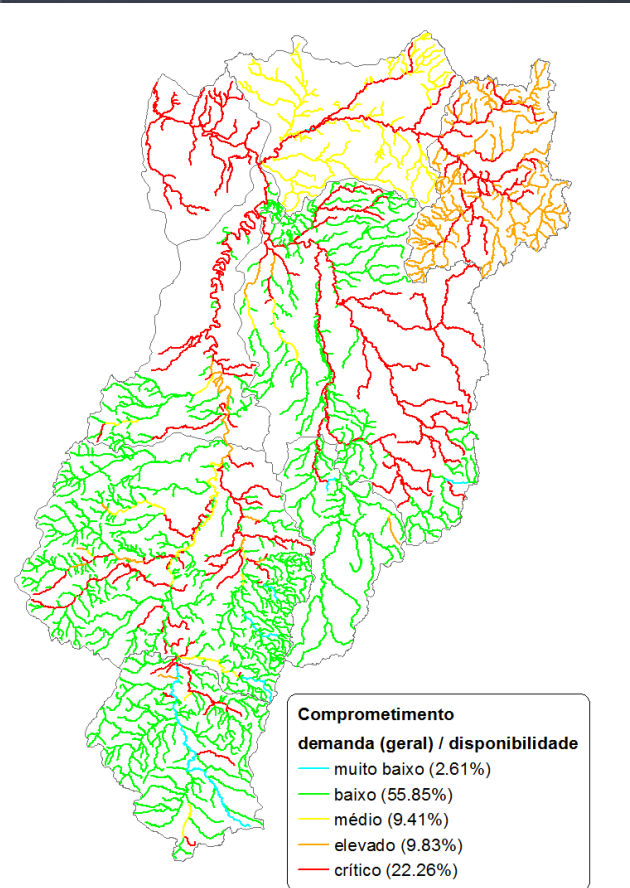 Comprometimento
demanda (geral) / disponibilidade
muito baixo (2.61%)
baixo (55.85%)
médio (9.41%)
elevado (9.83%)
crítico (22.26%)